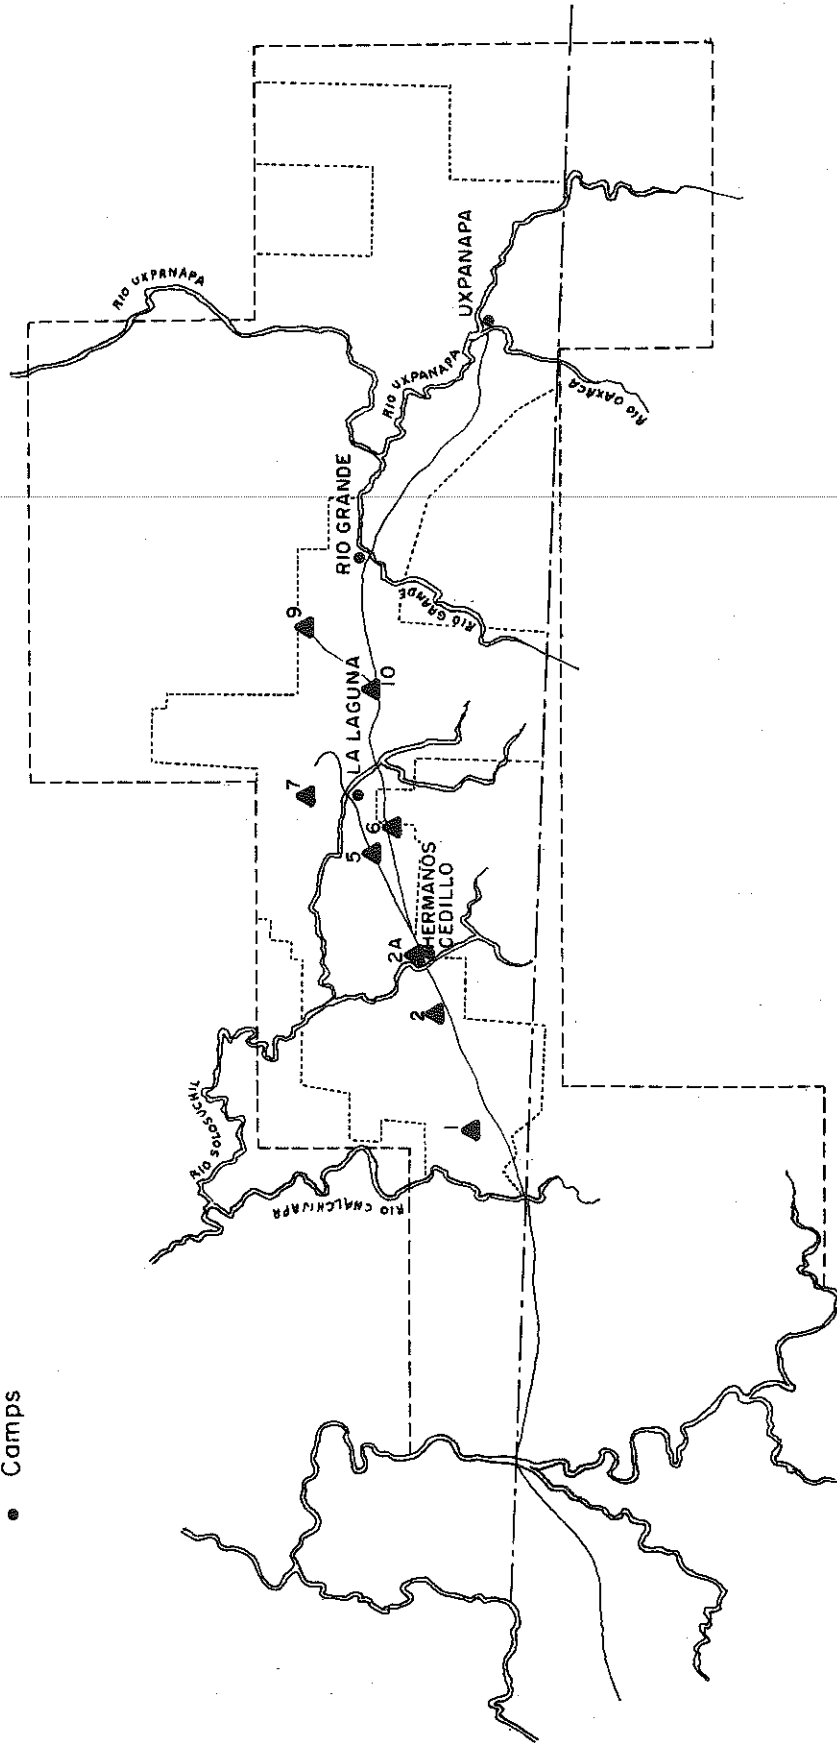 ● Camps
RIO UXPANAPA
UXPANAPA
RIO UXPANAPA
RIO OAXACA
RIO GRANDE
RIO GRANDE
9
10
LA LAGUNA
7
6
5
HERMANOS
CEDILLO
2A
2
1
RIO SOLOSUCHIL
RIO CHALCHIJAPA